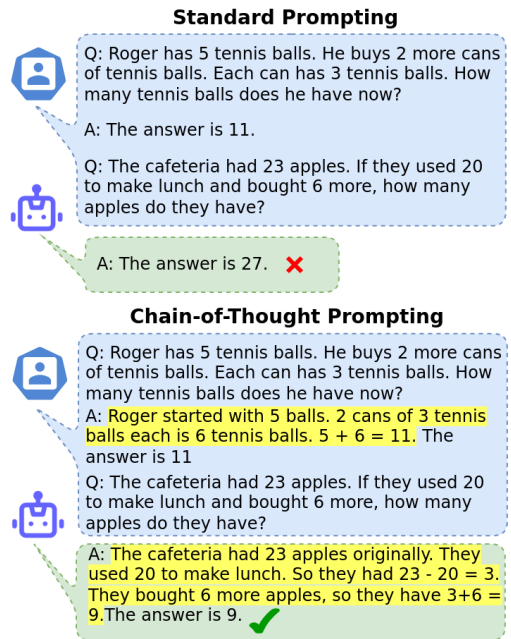 Standard Prompting
Q: Roger has 5 tennis balls. He buys 2 more cans
of tennis balls. Each can has 3 tennis balls. How
many tennis balls does he have now?
A: The answer is 11.
Q: The cafeteria had 23 apples. If they used 20
to make lunch and bought 6 more, how many
apples do they have?
A: The answer is 27.
Chain-of-Thought Prompting
Q: Roger has 5 tennis balls. He buys 2 more cans
of tennis balls. Each can has 3 tennis balls. How
many tennis balls does he have now?
A: Roger started with 5 balls. 2 cans of 3 tennis
balls each is 6 tennis balls. 5 + 6 = 11. The
answer is 11
Q: The cafeteria had 23 apples. If they used 20
to make lunch and bought 6 more, how many
apples do they have?
A: The cafeteria had 23 apples originally. They
used 20 to make lunch. So they had 23 - 20 = 3.
They bought 6 more apples, so they have 3+6 =
9.The answer is 9.